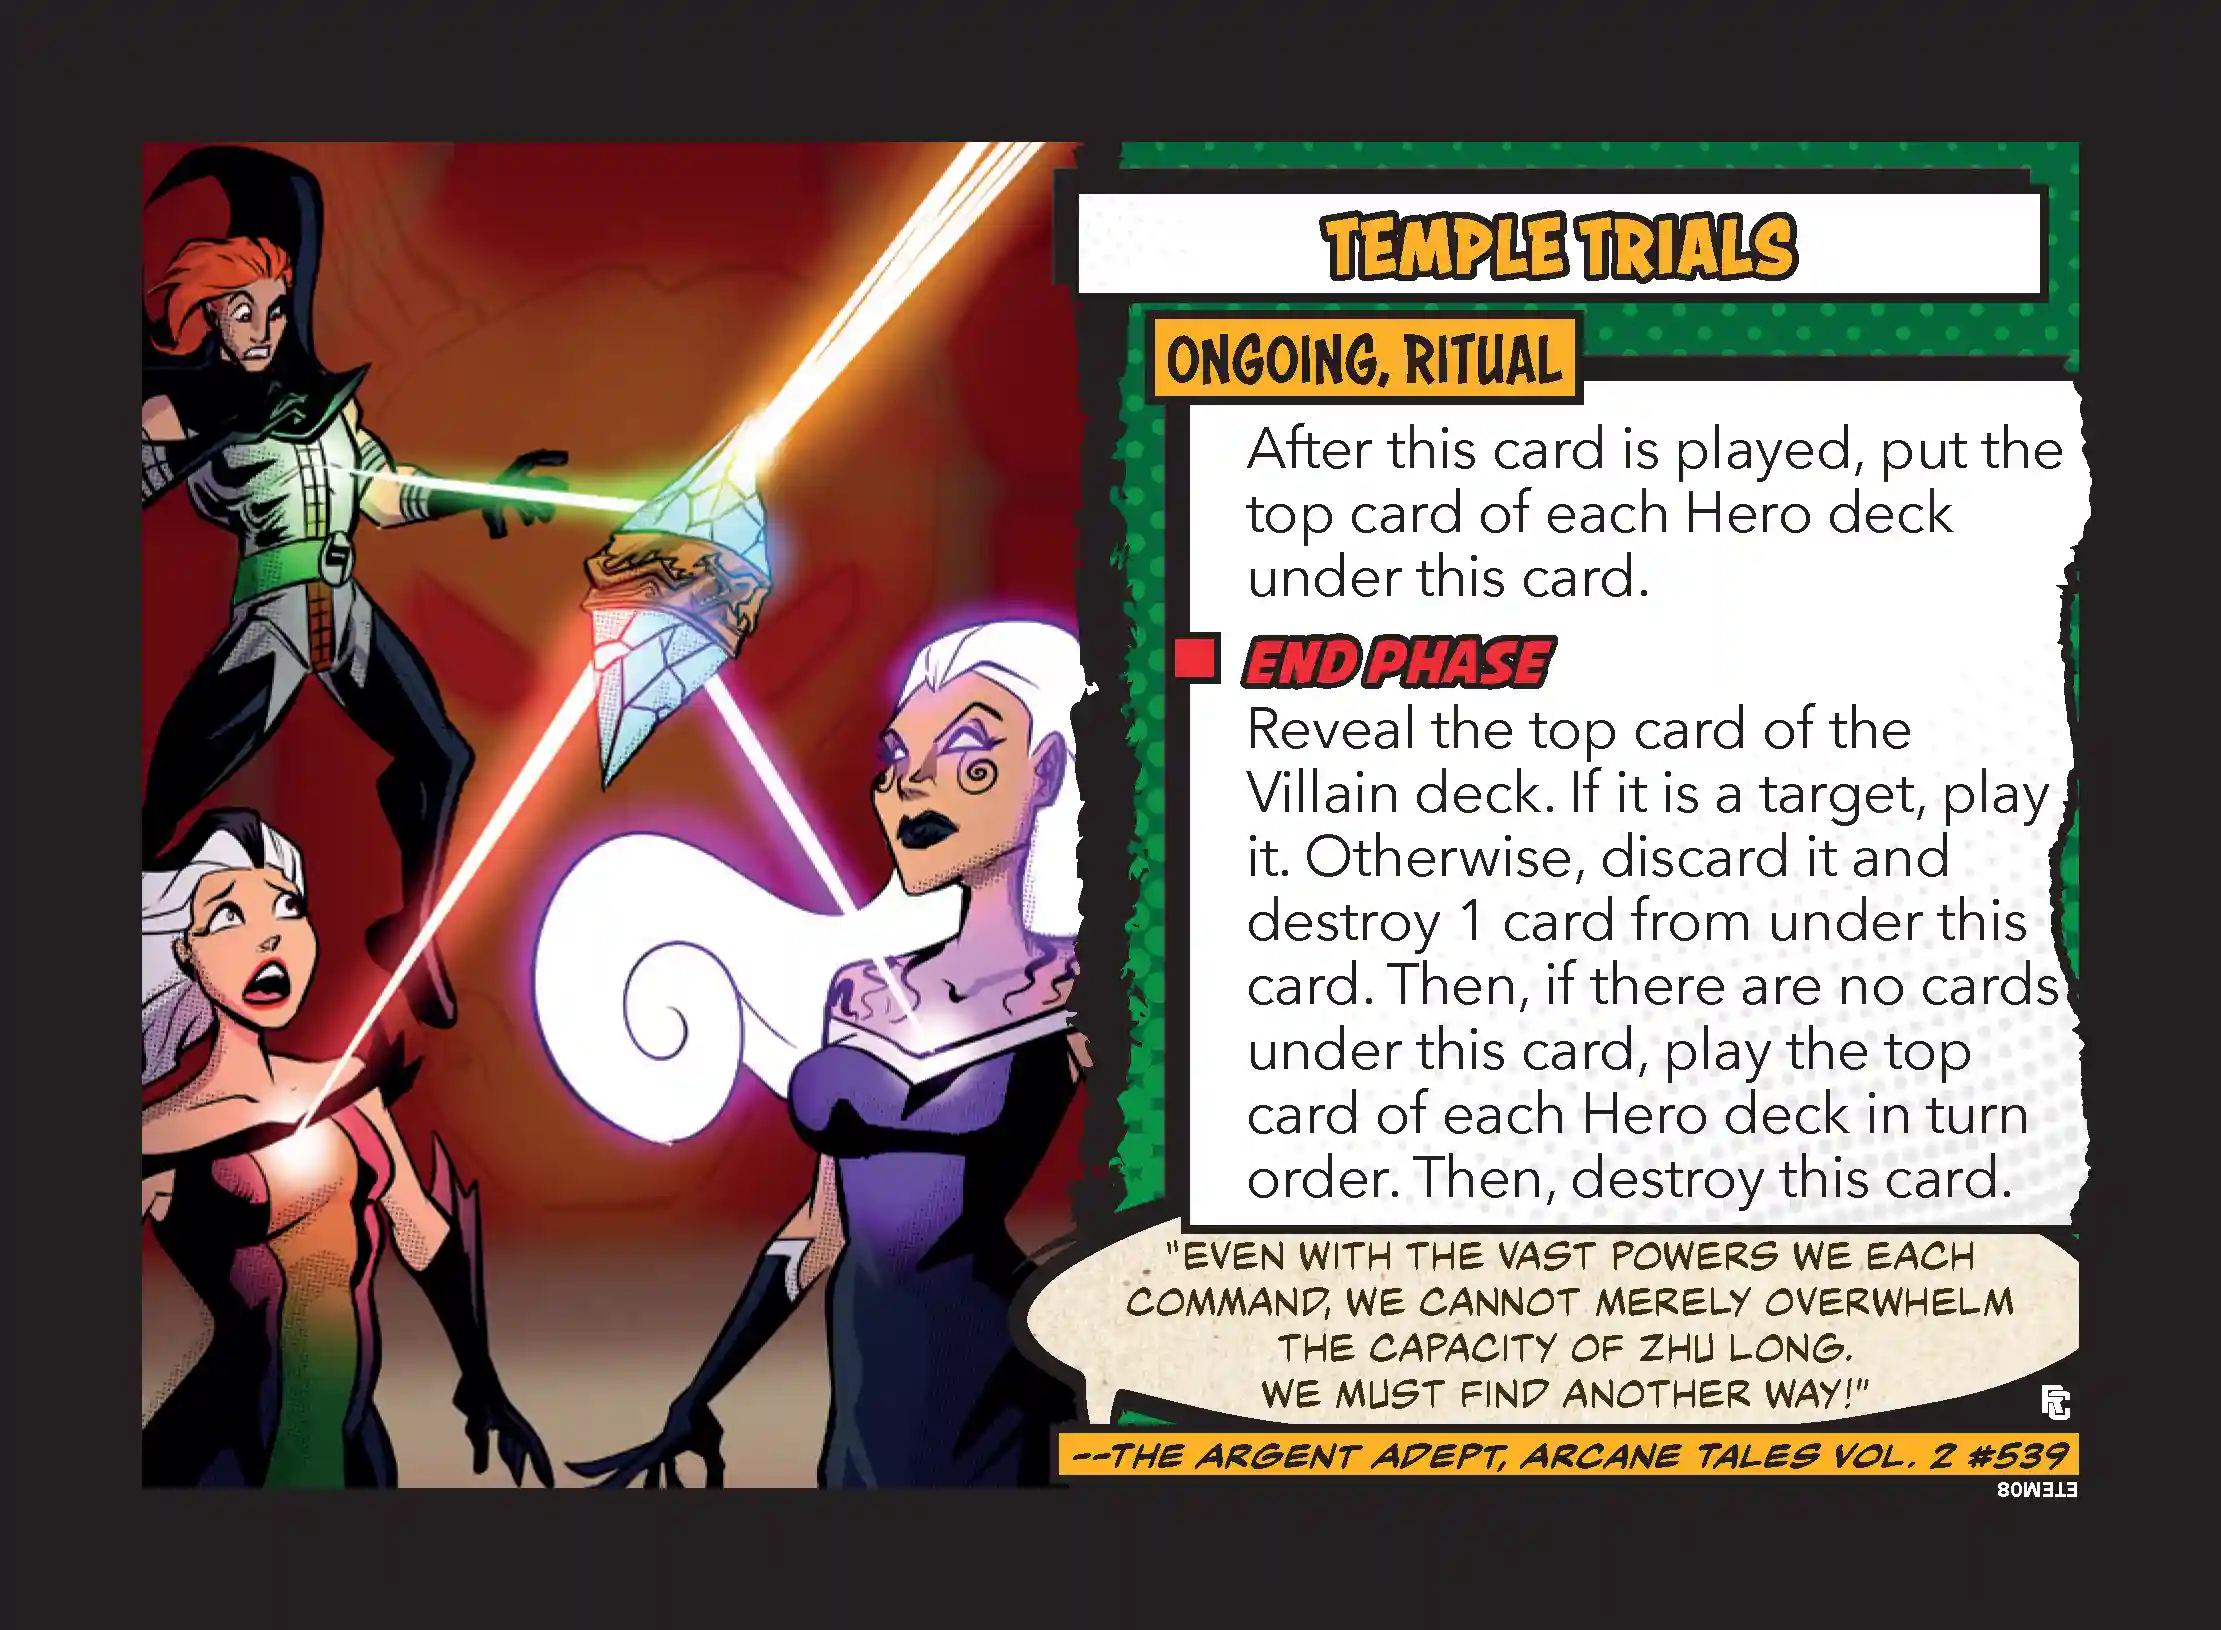 TEMPLE TRIALS
ONGOING, RITUAL
After this card is played, put the
top card of each Hero deck
under this card.
END PHASE
Reveal the top card of the
Villain deck. If it is a target, play
it. Otherwise, discard it and
destroy 1 card from under this
card. Then, if there are no cards
under this card, play the top
card of each Hero deck in turn
order. Then, destroy this card.
"EVEN WITH THE VAST POWERS WE EACH
COMMAND, WE CANNOT MERELY OVERWHELM
THE CAPACITY OF ZHU LONG.
WE MUST FIND ANOTHER WAY!"
--THE ARGENT ADEPT, ARCANE TALES VOL. 2 #539
ETEM08